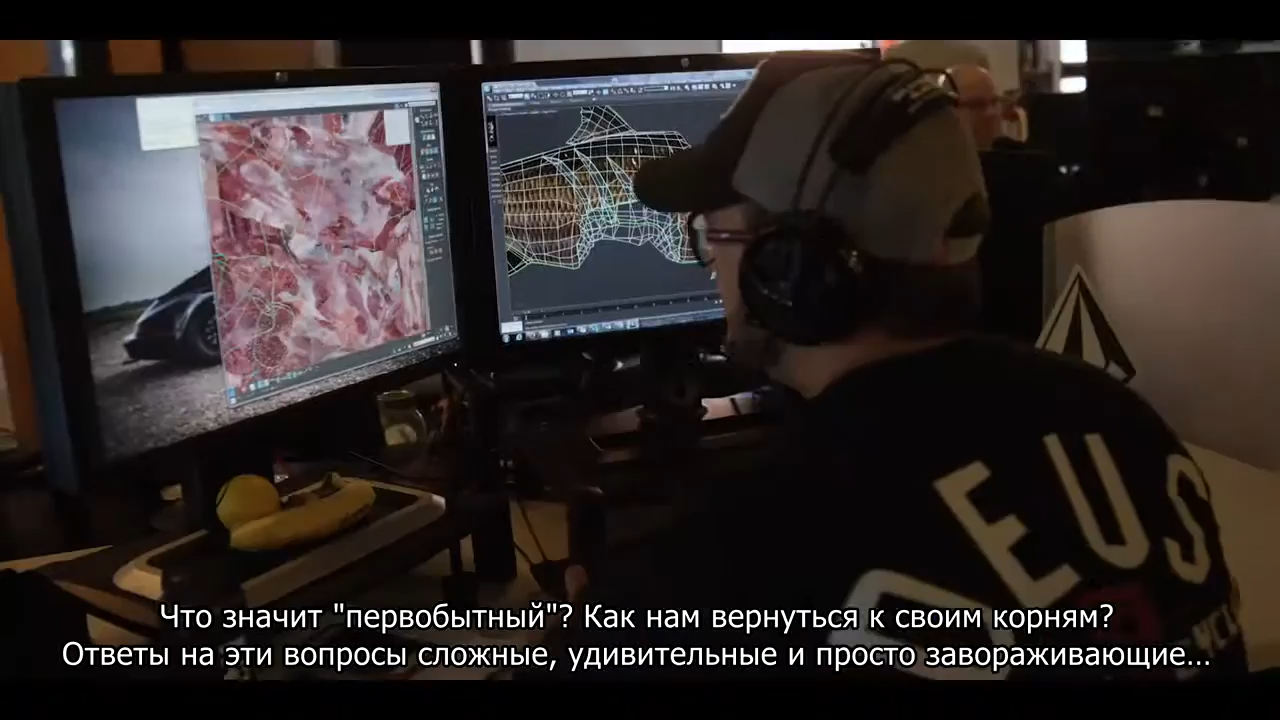 DEUS
Что значит "первобытный"? Как нам вернуться к своим корням?
Ответы на эти вопросы сложные, удивительные и просто завораживающие...